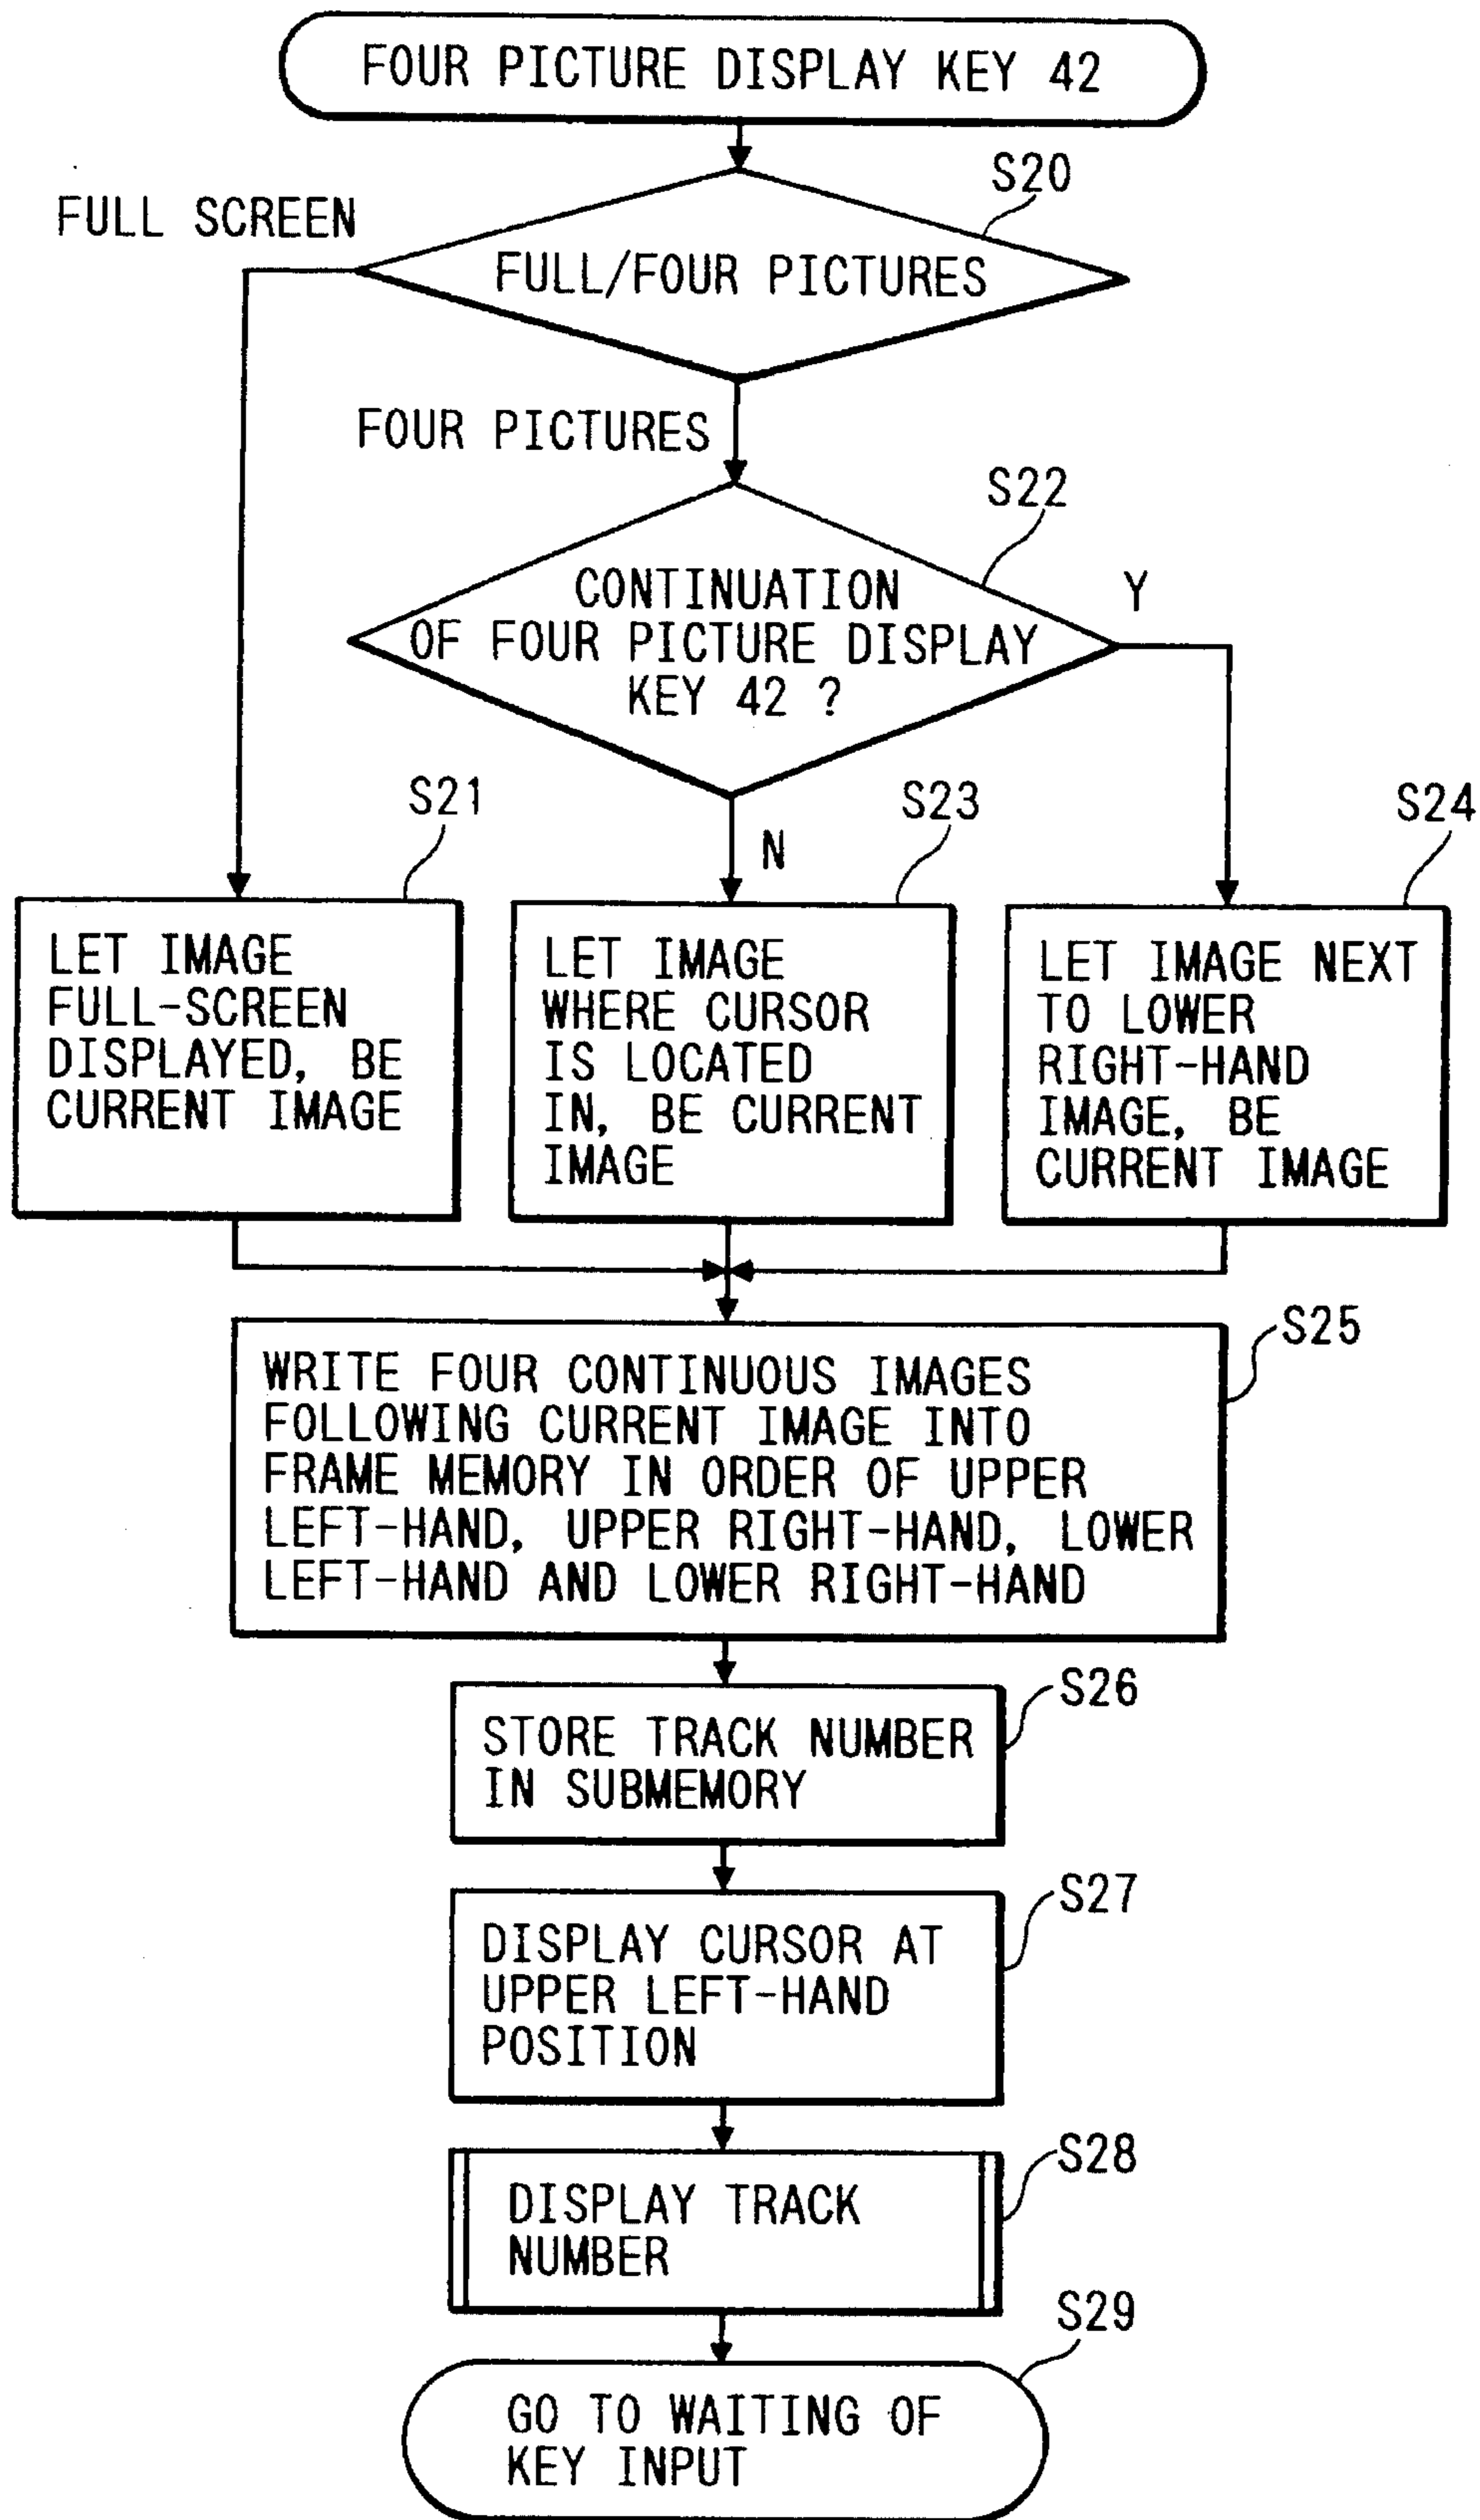 FOUR PICTURE DISPLAY KEY 42
S20
FULL SCREEN
FULL/FOUR PICTURES
FOUR PICTURES
S22
CONTINUATION
OF FOUR PICTURE DISPLAY
KEY 42 ?
Y
N
S21
LET IMAGE
FULL-SCREEN
DISPLAYED, BE
CURRENT IMAGE
S23
LET IMAGE
WHERE CURSOR
IS LOCATED
IN, BE CURRENT
IMAGE
S24
LET IMAGE NEXT
TO LOWER
RIGHT-HAND
IMAGE, BE
CURRENT IMAGE
S25
WRITE FOUR CONTINUOUS IMAGES
FOLLOWING CURRENT IMAGE INTO
FRAME MEMORY IN ORDER OF UPPER
LEFT-HAND, UPPER RIGHT-HAND, LOWER
LEFT-HAND AND LOWER RIGHT-HAND
S26
STORE TRACK NUMBER
IN SUBMEMORY
S27
DISPLAY CURSOR AT
UPPER LEFT-HAND
POSITION
S28
DISPLAY TRACK
NUMBER
S29
GO TO WAITING OF
KEY INPUT